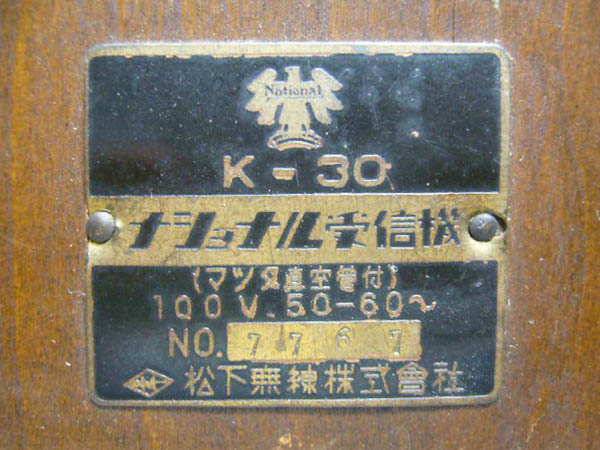 National
K-30
ナショナル受信機
(マツダ真空管付)
100V. 50-60~
NO. 7767
松下無線株式會社